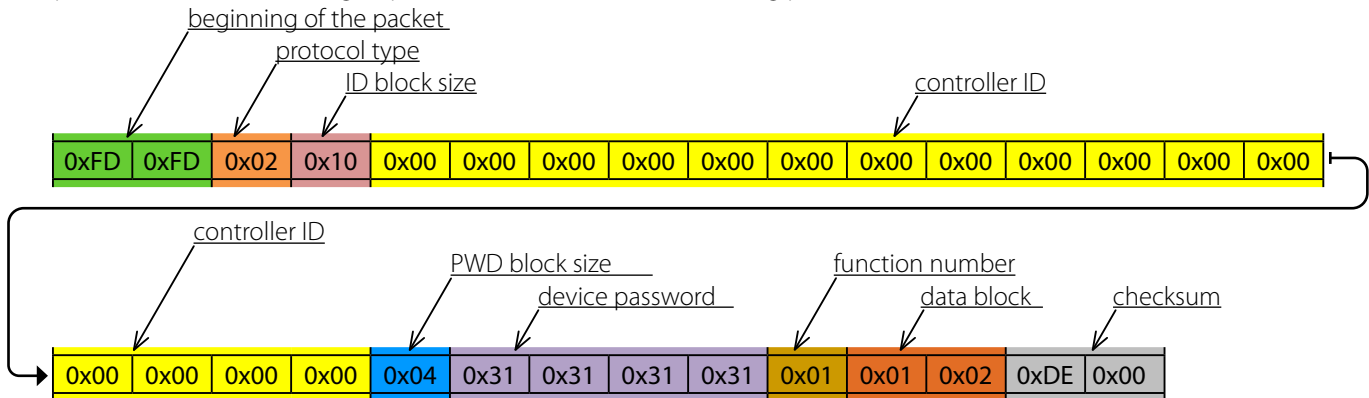 beginning of the packet
protocol type
ID block size
controller ID
0xFD 0xFD 0x02 0x10 0x00 0x00 0x00 0x00 0x00 0x00 0x00 0x00 0x00 0x00 0x00 0x00
controller ID
PWD block size
function number
device password
data block
checksum
0x00 0x00 0x00 0x00 0x04 0x31 0x31 0x31 0x31 0x01 0x01 0x02 0xDE 0x00